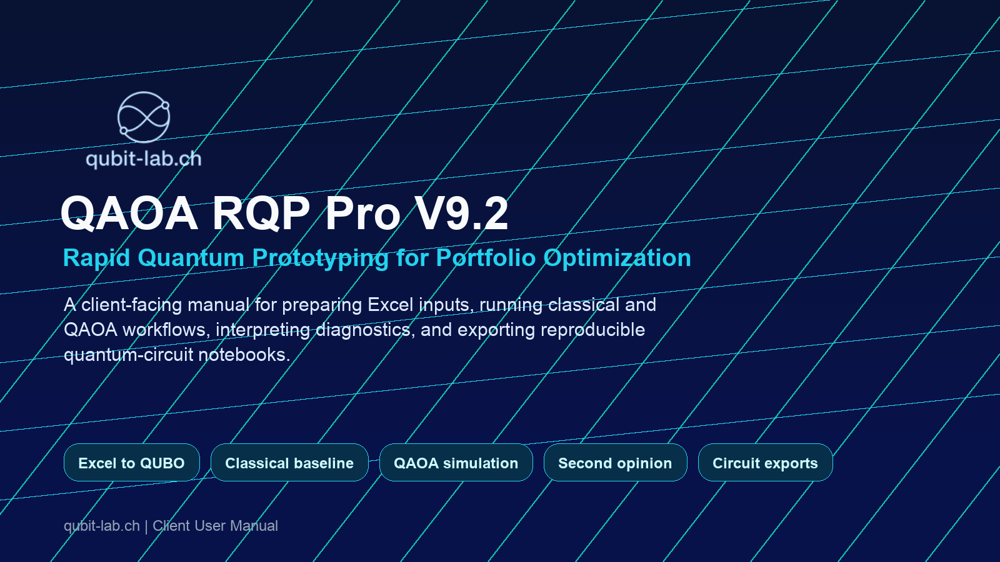 qubit-lab.ch
QAOA RQP Pro V9.2
Rapid Quantum Prototyping for Portfolio Optimization
A client-facing manual for preparing Excel inputs, running classical and
QAOA workflows, interpreting diagnostics, and exporting reproducible
quantum-circuit notebooks.
Excel to QUBO
Classical baseline
QAOA simulation
Second opinion
Circuit exports
qubit-lab.ch | Client User Manual